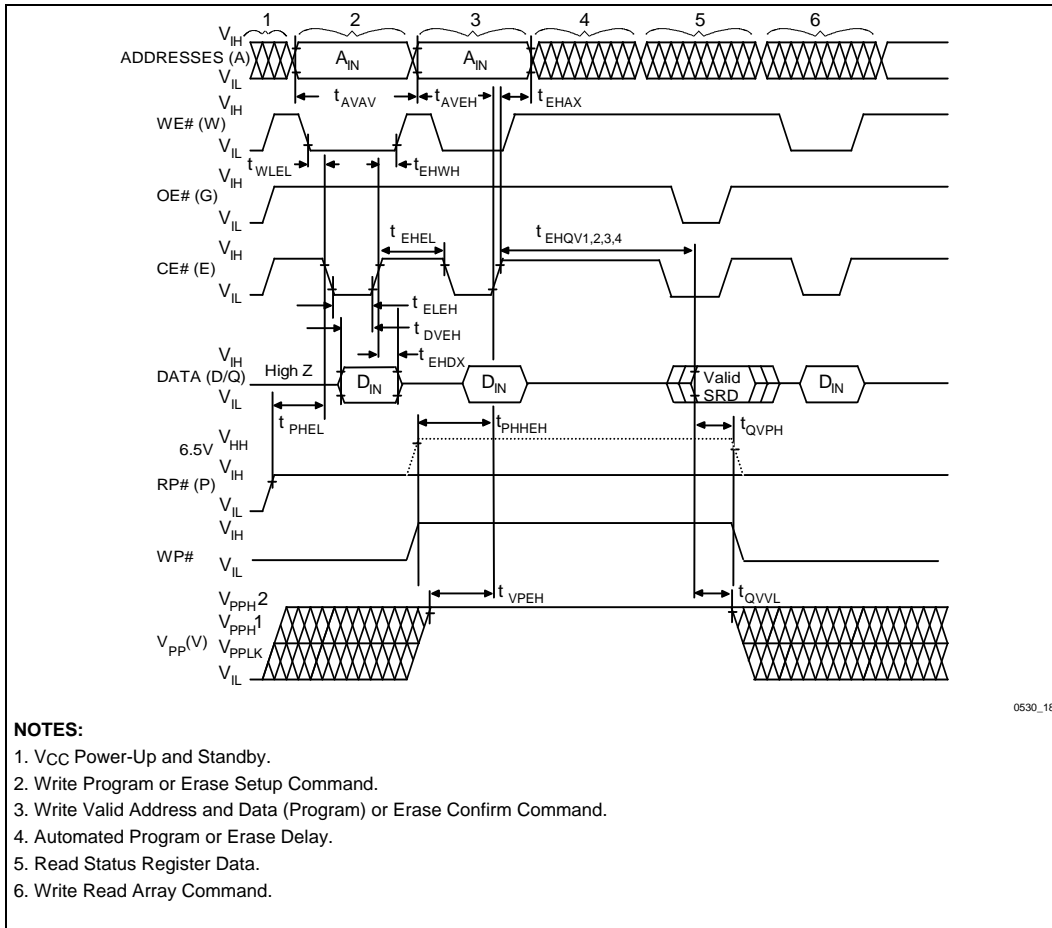 1 2 3 4 5 6
VIH
ADDRESSES (A)
VIL
AIN AIN
tAVAV tAVEH tEHAX
VIH
WE# (W)
VIL
tWLEL tEHWH
VIH
OE# (G)
VIL
tEHEL tEHQV1,2,3,4
VIH
CE# (E)
VIL
tELEH
tDVEH
tEHDX
VIH
DATA (D/Q)
VIL
High Z DIN DIN Valid SRD DIN
tPHEL tPHHEH tQVPH
6.5V VHH
VIH
RP# (P)
VIL
VIH
WP#
VIL
tVPEH tQVVL
VPPH2
VPPH1
VPP(V) VPPLK
VIL
0530_18
NOTES:
1. VCC Power-Up and Standby.
2. Write Program or Erase Setup Command.
3. Write Valid Address and Data (Program) or Erase Confirm Command.
4. Automated Program or Erase Delay.
5. Read Status Register Data.
6. Write Read Array Command.